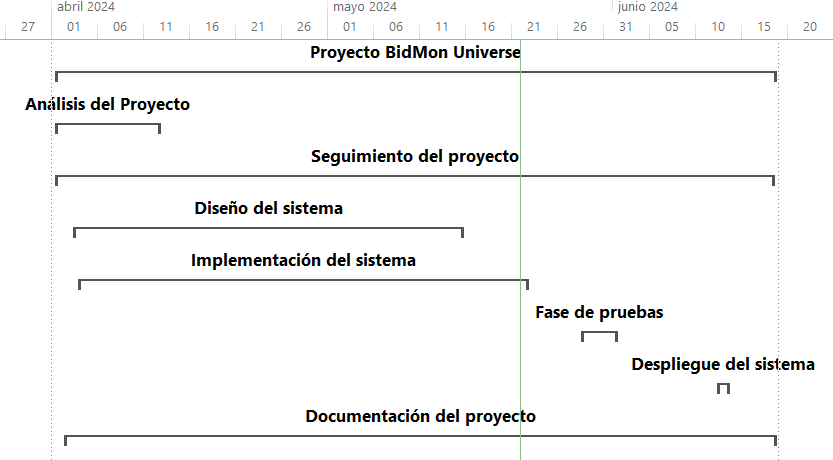 abril 2024 mayo 2024 junio 2024
27 01 06 11 16 21 26 01 06 11 16 21 26 31 05 10 15 20
Proyecto BidMon Universe
Análisis del Proyecto
Seguimiento del proyecto
Diseño del sistema
Implementación del sistema
Fase de pruebas
Despliegue del sistema
Documentación del proyecto